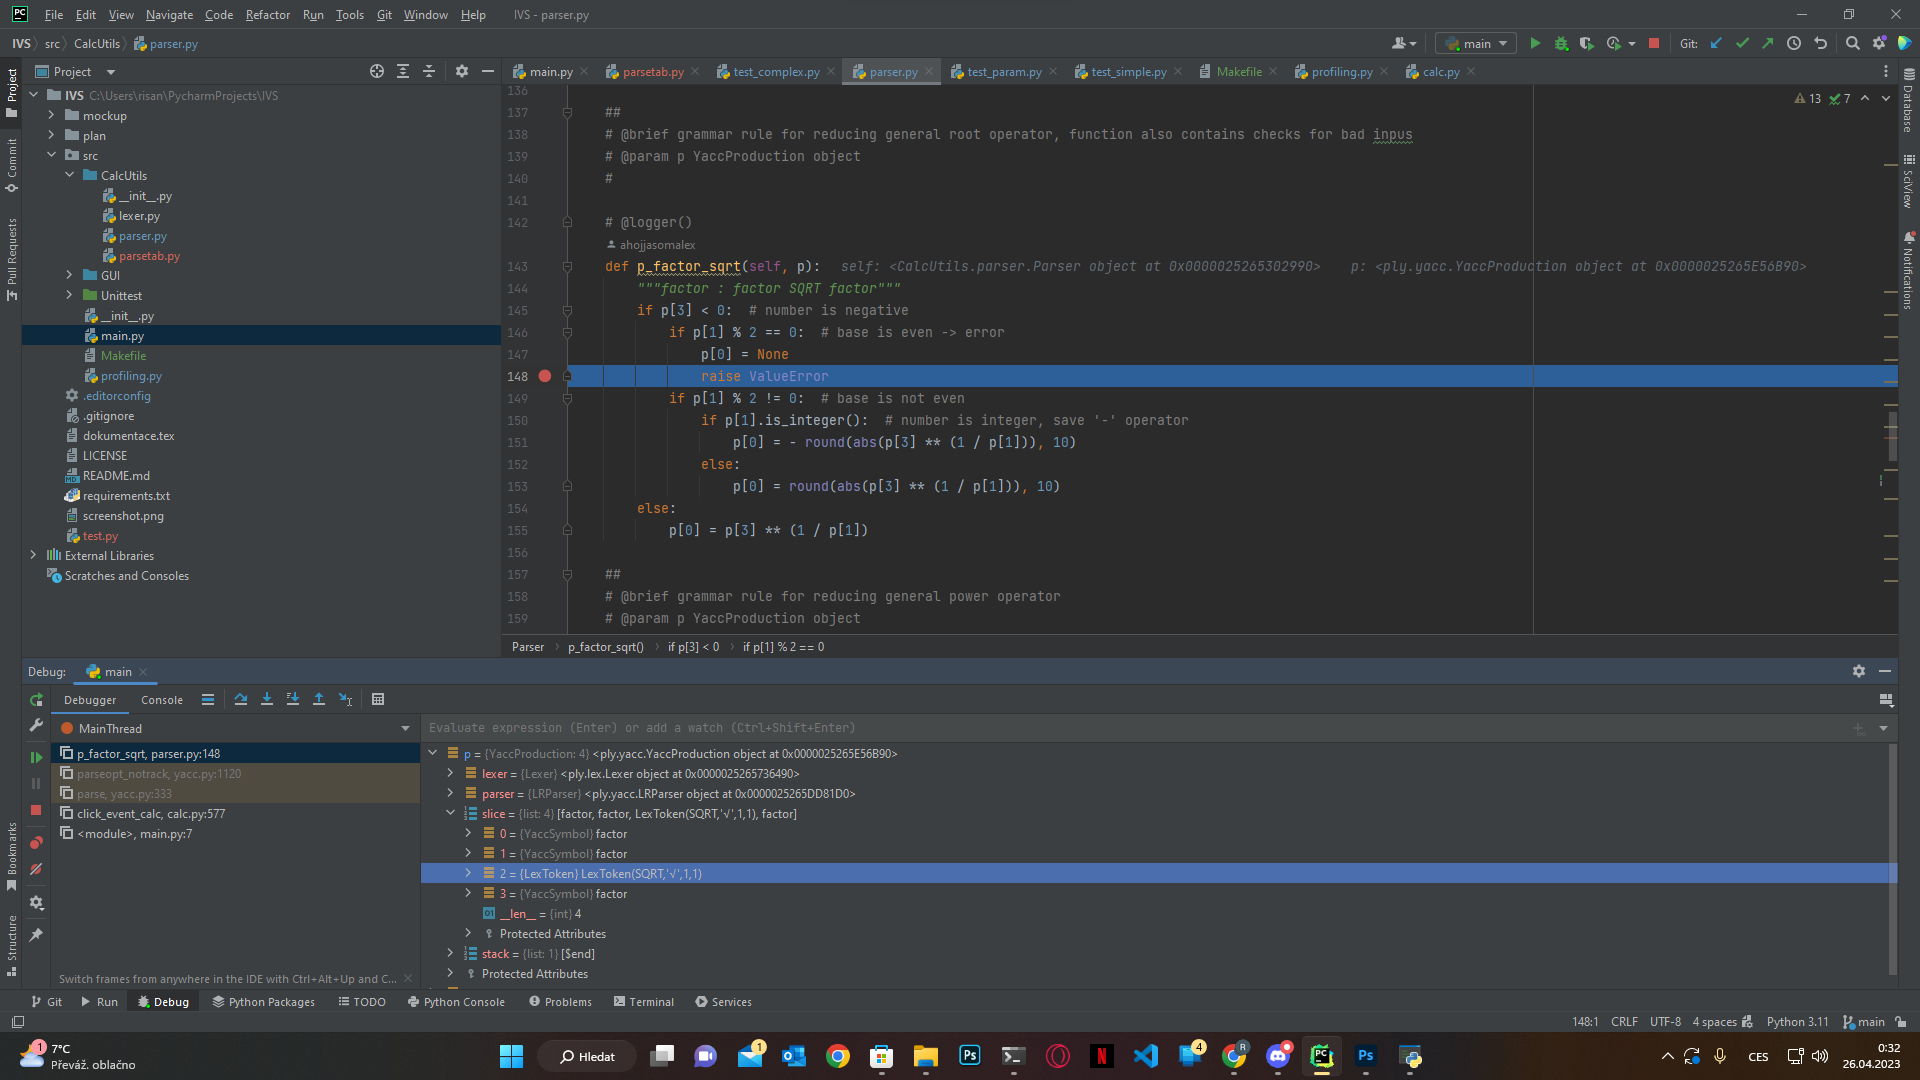 File Edit View Navigate Code Refactor Run Tools Git Window Help IVS - parser.py
IVS src CalcUtils parser.py main Git:
Project
main.py parsetab.py test_complex.py parser.py test_param.py test_simple.py Makefile profiling.py calc.py
IVS C:\Users\risan\PycharmProjects\IVS
mockup
plan
src
CalcUtils
__init__.py
lexer.py
parser.py
parsetab.py
GUI
Unittest
__init__.py
main.py
Makefile
profiling.py
.editorconfig
.gitignore
dokumentace.tex
LICENSE
README.md
requirements.txt
screenshot.png
test.py
External Libraries
Scratches and Consoles
Project
Commit
Pull Requests
Bookmarks
Structure
13 7
136
137 ##
138 # @brief grammar rule for reducing general root operator, function also contains checks for bad inpus
139 # @param p YaccProduction object
140 #
141
142 # @logger()
ahojjasomalex
143 def p_factor_sqrt(self, p): self: <CalcUtils.parser.Parser object at 0x0000025265302990> p: <ply.yacc.YaccProduction object at 0x0000025265E56B90>
144 """factor : factor SQRT factor"""
145 if p[3] < 0: # number is negative
146 if p[1] % 2 == 0: # base is even -> error
147 p[0] = None
148 raise ValueError
149 if p[1] % 2 != 0: # base is not even
150 if p[1].is_integer(): # number is integer, save '-' operator
151 p[0] = - round(abs(p[3] ** (1 / p[1])), 10)
152 else:
153 p[0] = round(abs(p[3] ** (1 / p[1])), 10)
154 else:
155 p[0] = p[3] ** (1 / p[1])
156
157 ##
158 # @brief grammar rule for reducing general power operator
159 # @param p YaccProduction object
Parser p_factor_sqrt() if p[3] < 0 if p[1] % 2 == 0
Database
SciView
Notifications
Debug: main
Debugger Console
MainThread
p_factor_sqrt, parser.py:148
parseopt_notrack, yacc.py:1120
parse, yacc.py:333
click_event_calc, calc.py:577
<module>, main.py:7
Switch frames from anywhere in the IDE with Ctrl+Alt+Up and C...
Evaluate expression (Enter) or add a watch (Ctrl+Shift+Enter)
p = {YaccProduction: 4} <ply.yacc.YaccProduction object at 0x0000025265E56B90>
lexer = {Lexer} <ply.lex.Lexer object at 0x0000025265736490>
parser = {LRParser} <ply.yacc.LRParser object at 0x0000025265DD81D0>
slice = {list: 4} [factor, factor, LexToken(SQRT,'√',1,1), factor]
0 = {YaccSymbol} factor
1 = {YaccSymbol} factor
2 = {LexToken} LexToken(SQRT,'√',1,1)
3 = {YaccSymbol} factor
__len__ = {int} 4
Protected Attributes
stack = {list: 1} [$end]
Protected Attributes
Git Run Debug Python Packages TODO Python Console Problems Terminal Services
148:1 CRLF UTF-8 4 spaces Python 3.11 main
1 7°C
Převáž. oblačno
Hledat
1
Ps
4
R
PC
Ps
CES
0:32
26.04.2023